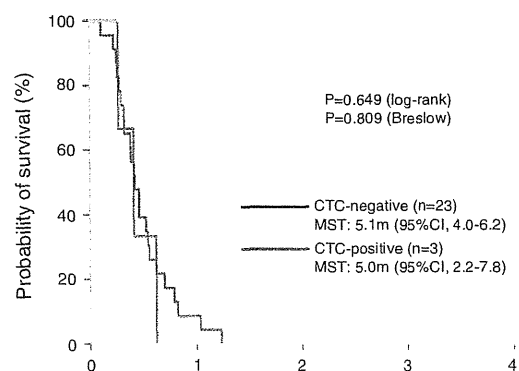 Probability of survival (%)
100
80
60
40
20
0
P=0.649 (log-rank)
P=0.809 (Breslow)
CTC-negative (n=23)
MST: 5.1m (95%CI, 4.0-6.2)
CTC-positive (n=3)
MST: 5.0m (95%CI, 2.2-7.8)
0 1 2 3 4